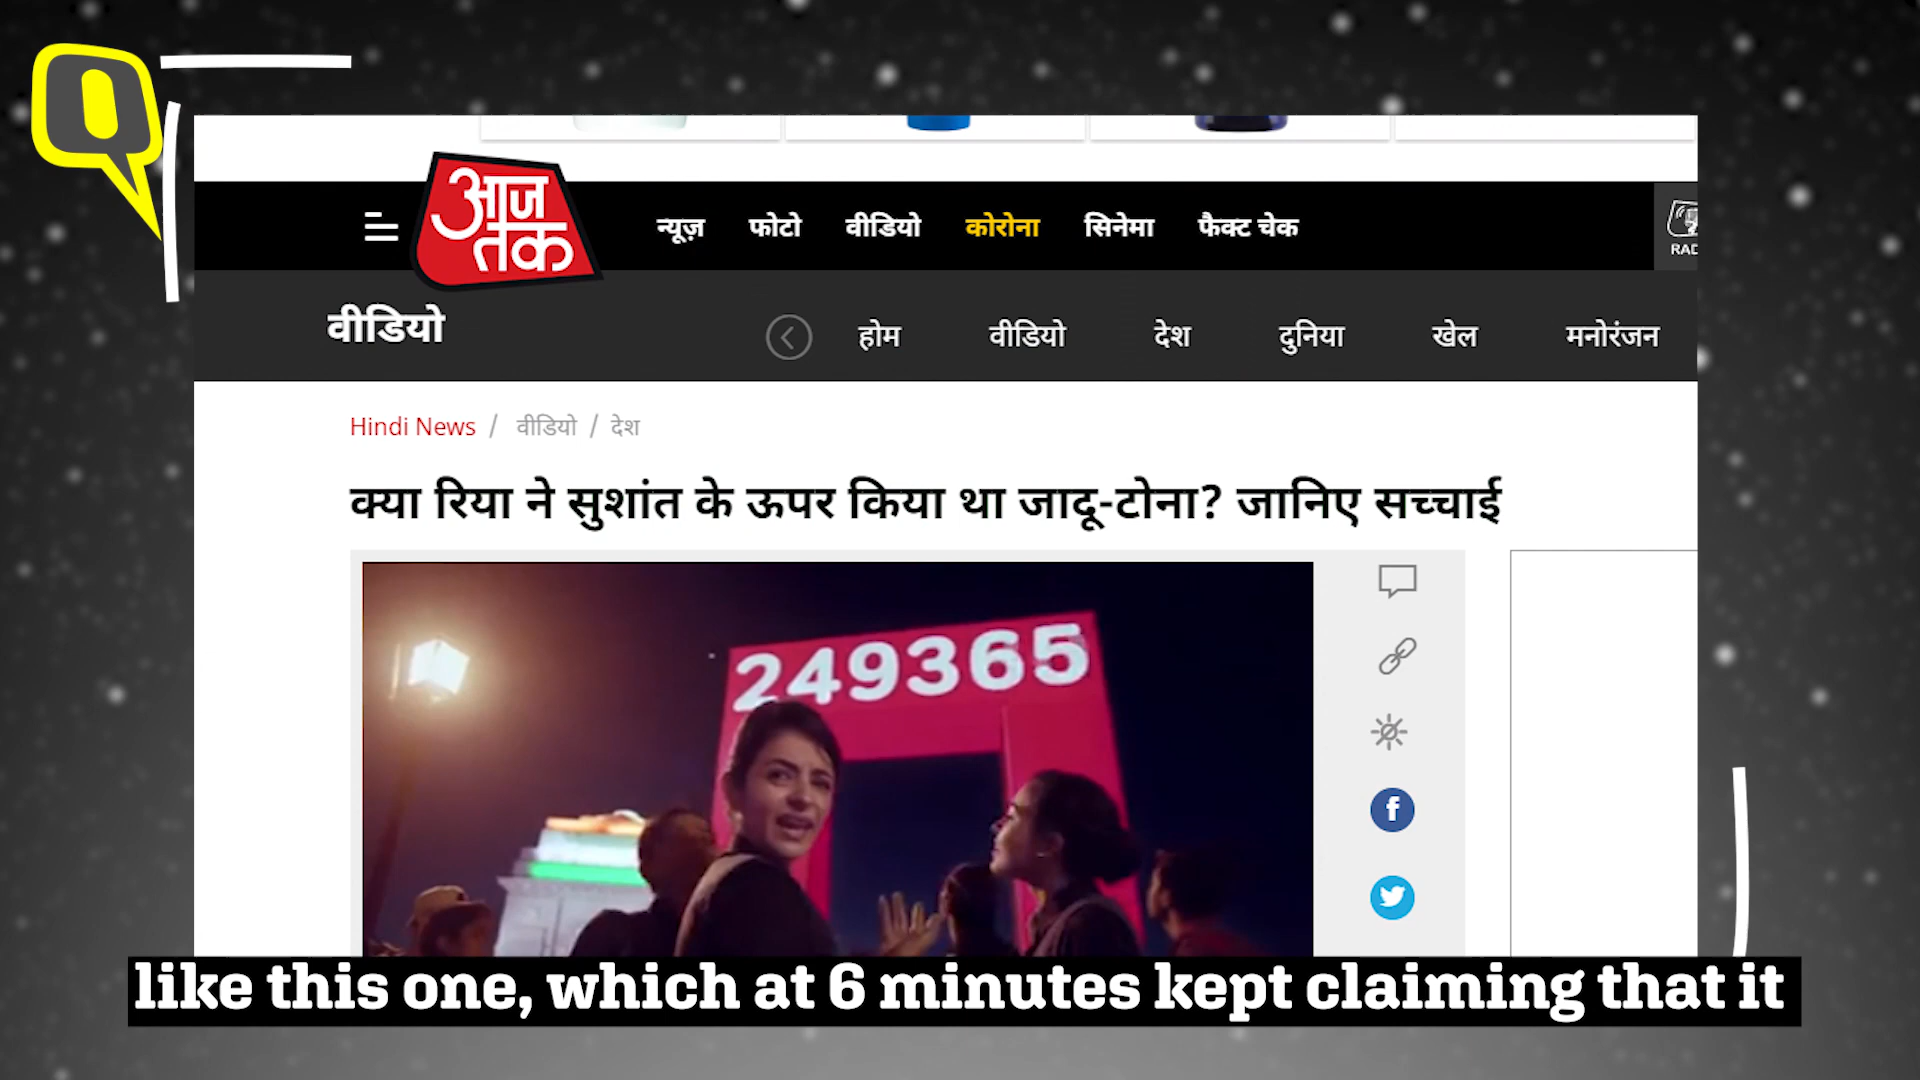 Q
आज
तक
न्यूज़ फोटो वीडियो कोरोना सिनेमा फैक्ट चेक
वीडियो
होम वीडियो देश दुनिया खेल मनोरंजन
Hindi News / वीडियो / देश
क्या रिया ने सुशांत के ऊपर किया था जादू-टोना? जानिए सच्चाई
249365
like this one, which at 6 minutes kept claiming that it